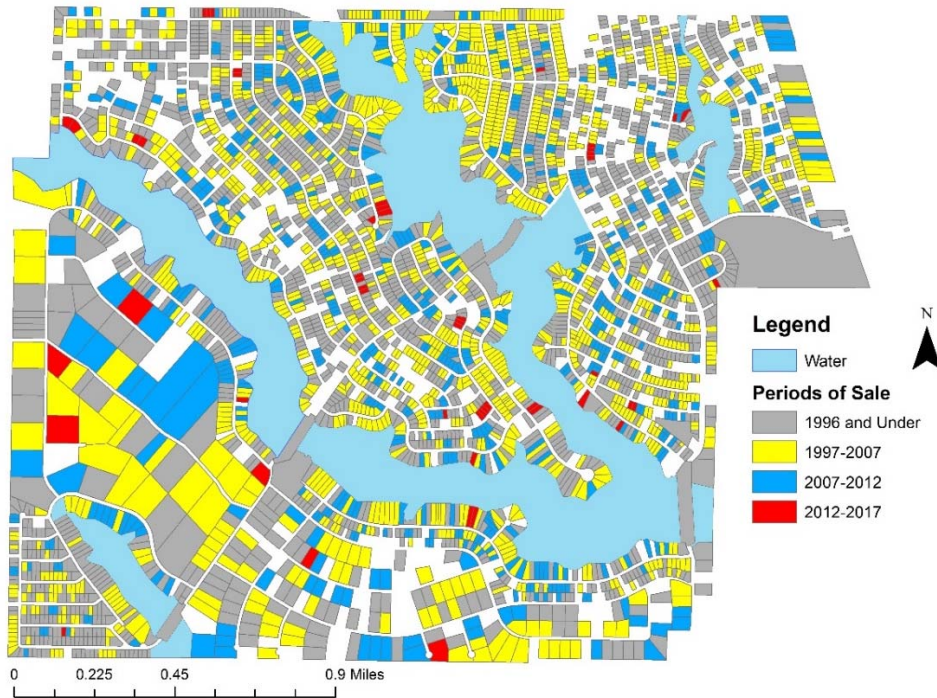 Legend
N
Water
Periods of Sale
1996 and Under
1997-2007
2007-2012
2012-2017
0 0.225 0.45 0.9 Miles